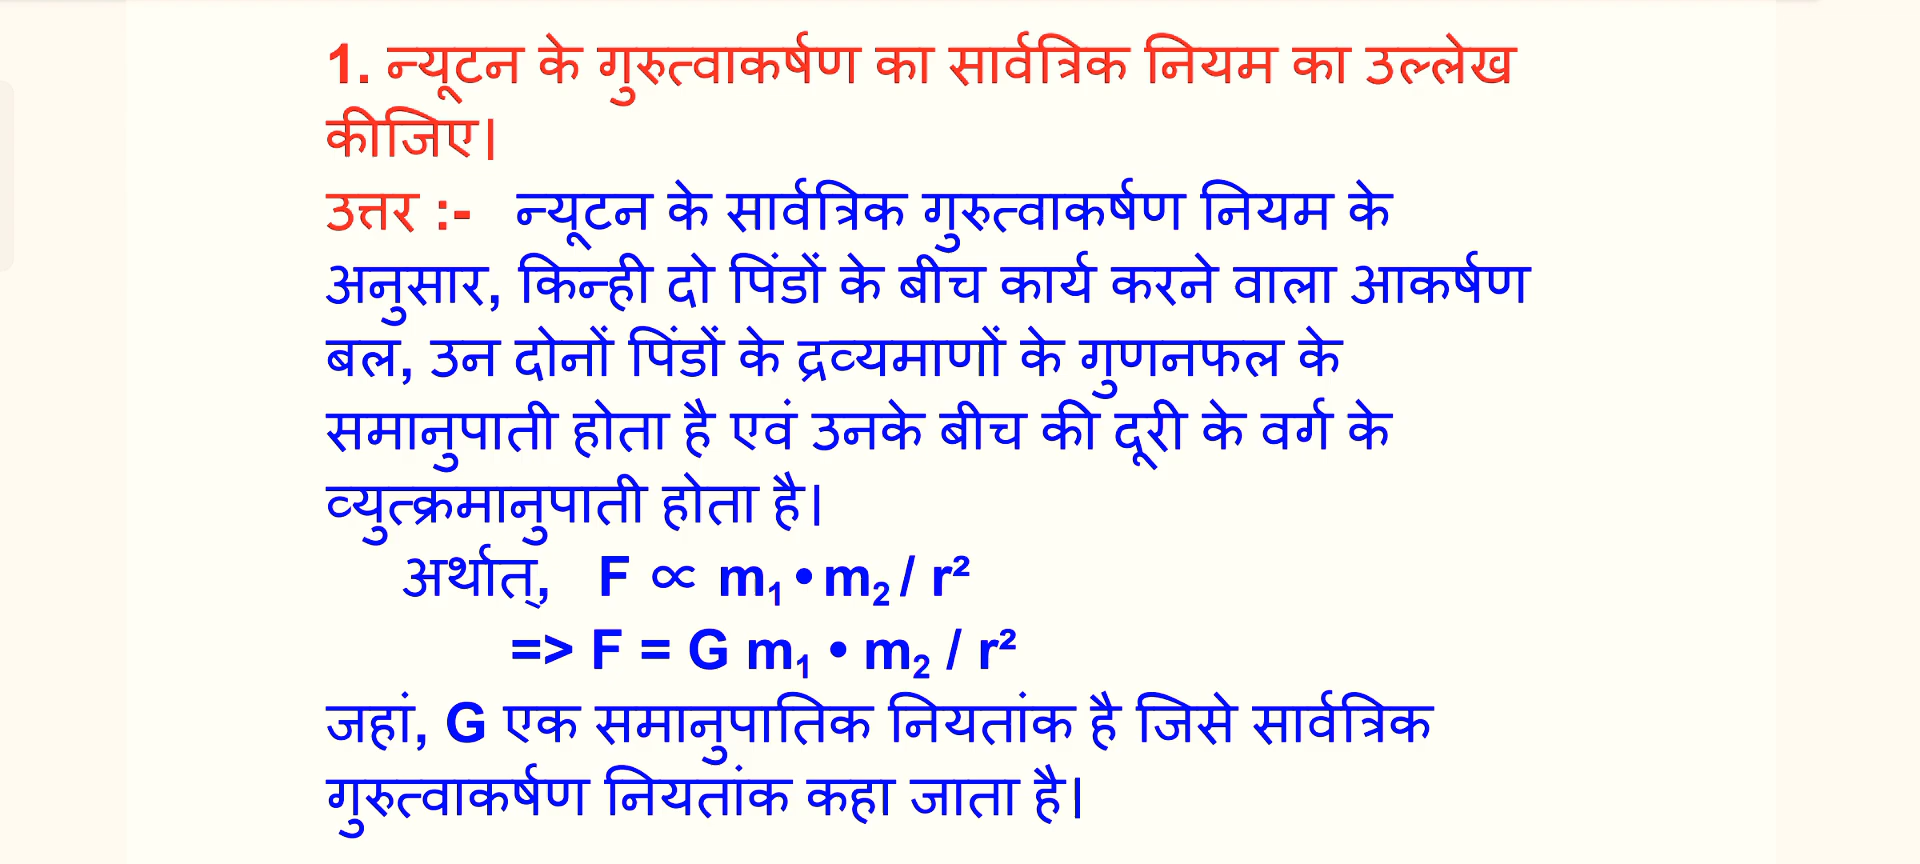 1. न्यूटन के गुरुत्वाकर्षण का सार्वत्रिक नियम का उल्लेख
कीजिए।
उत्तर :- न्यूटन के सार्वत्रिक गुरुत्वाकर्षण नियम के
अनुसार, किन्ही दो पिंडों के बीच कार्य करने वाला आकर्षण
बल, उन दोनों पिंडों के द्रव्यमाणों के गुणनफल के
समानुपाती होता है एवं उनके बीच की दूरी के वर्ग के
व्युत्क्रमानुपाती होता है।
अर्थात्, F ∝ m₁•m₂/ r²
=> F = G m₁ • m₂ / r²
जहां, G एक समानुपातिक नियतांक है जिसे सार्वत्रिक
गुरुत्वाकर्षण नियतांक कहा जाता है।